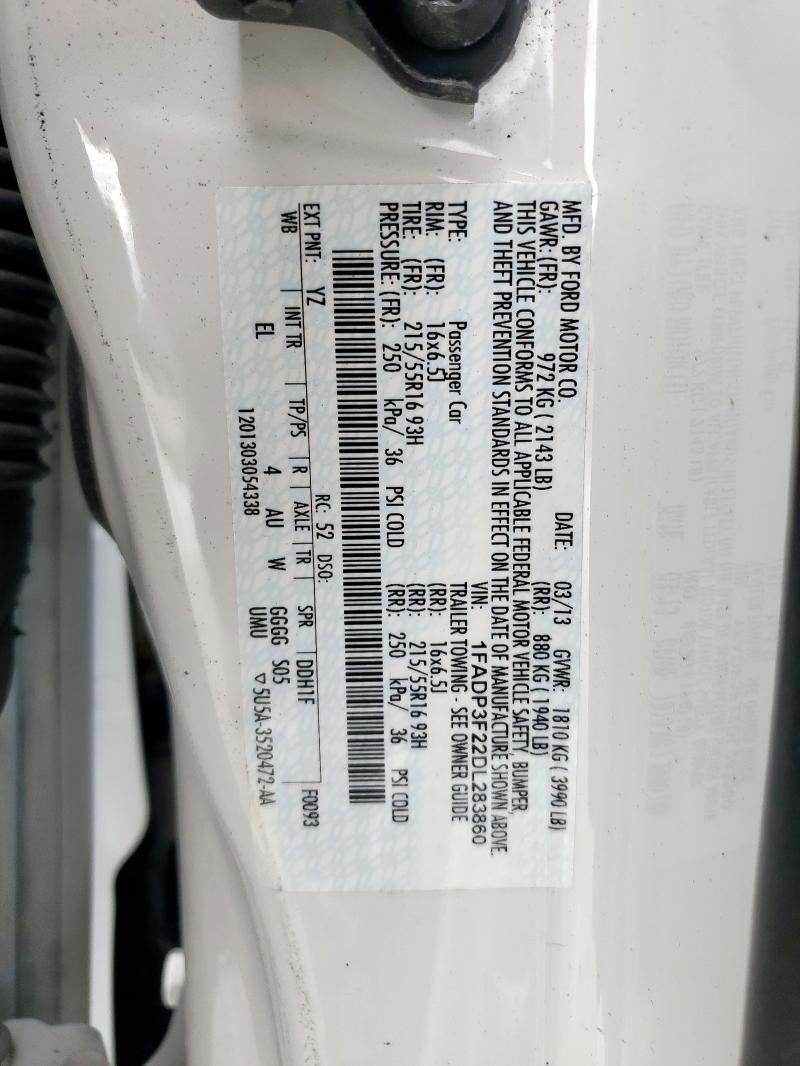 MFD. BY FORD MOTOR CO. DATE: 03/13 GVWR: 1810 KG ( 3990 LB)
GAWR: (FR): 972 KG ( 2143 LB) (RR): 880 KG ( 1940 LB)
THIS VEHICLE CONFORMS TO ALL APPLICABLE FEDERAL MOTOR VEHICLE SAFETY, BUMPER,
AND THEFT PREVENTION STANDARDS IN EFFECT ON THE DATE OF MANUFACTURE SHOWN ABOVE.
VIN: 1FADP3F22DL283860
TYPE: Passenger Car TRAILER TOWING - SEE OWNER GUIDE
RIM: (FR): 16x6.5J (RR): 16x6.5J
TIRE: (FR): 215/55R16 93H (RR): 215/55R16 93H
PRESSURE: (FR): 250 kPa/ 36 PSI COLD (RR): 250 kPa/ 36 PSI COLD
RC: 52 DSO: F0093
EXT PNT: YZ DDH1F
WB | INT TR | TP/PS | R | AXLE | TR | SPR
EL 4 AU W GGGG S05
UMU
1201303054338 ▽5U5A-3520472-AA